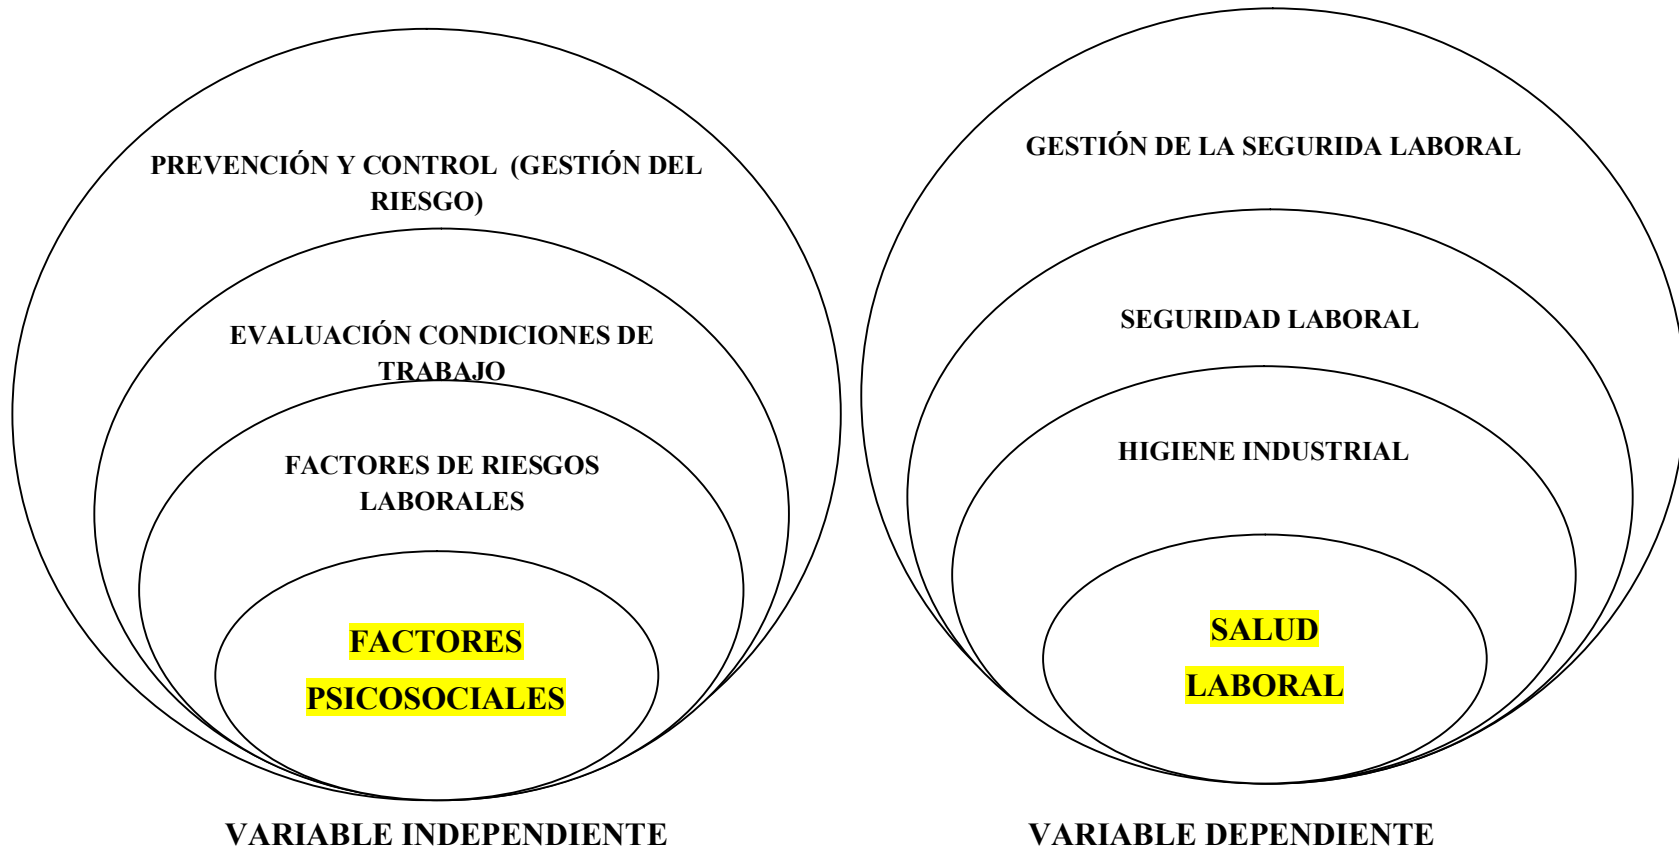 PREVENCIÓN Y CONTROL (GESTIÓN DEL
RIESGO)
EVALUACIÓN CONDICIONES DE
TRABAJO
FACTORES DE RIESGOS
LABORALES
FACTORES
PSICOSOCIALES
VARIABLE INDEPENDIENTE
GESTIÓN DE LA SEGURIDA LABORAL
SEGURIDAD LABORAL
HIGIENE INDUSTRIAL
SALUD
LABORAL
VARIABLE DEPENDIENTE